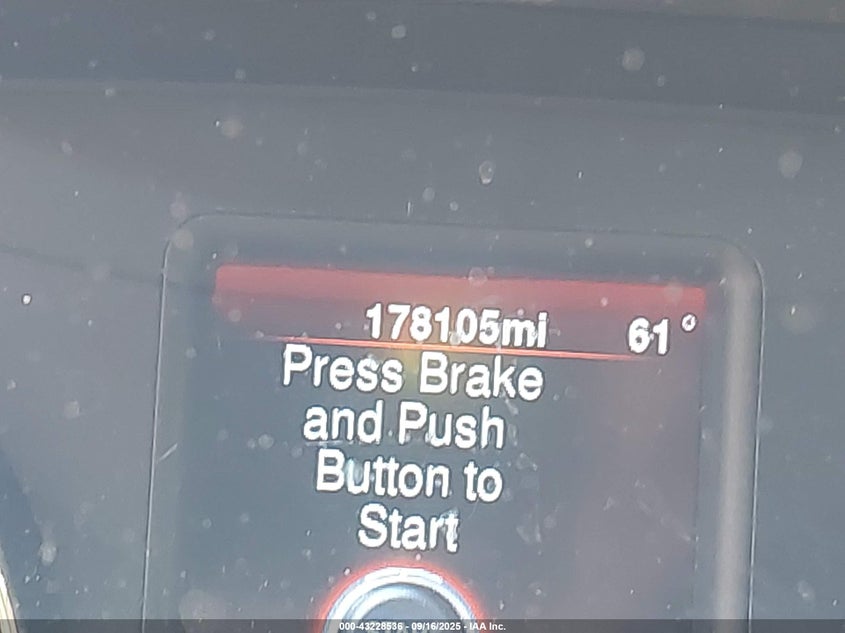 178105mi 61°
Press Brake
and Push
Button to
Start
000-43228536 - 09/16/2025 - IAA Inc.